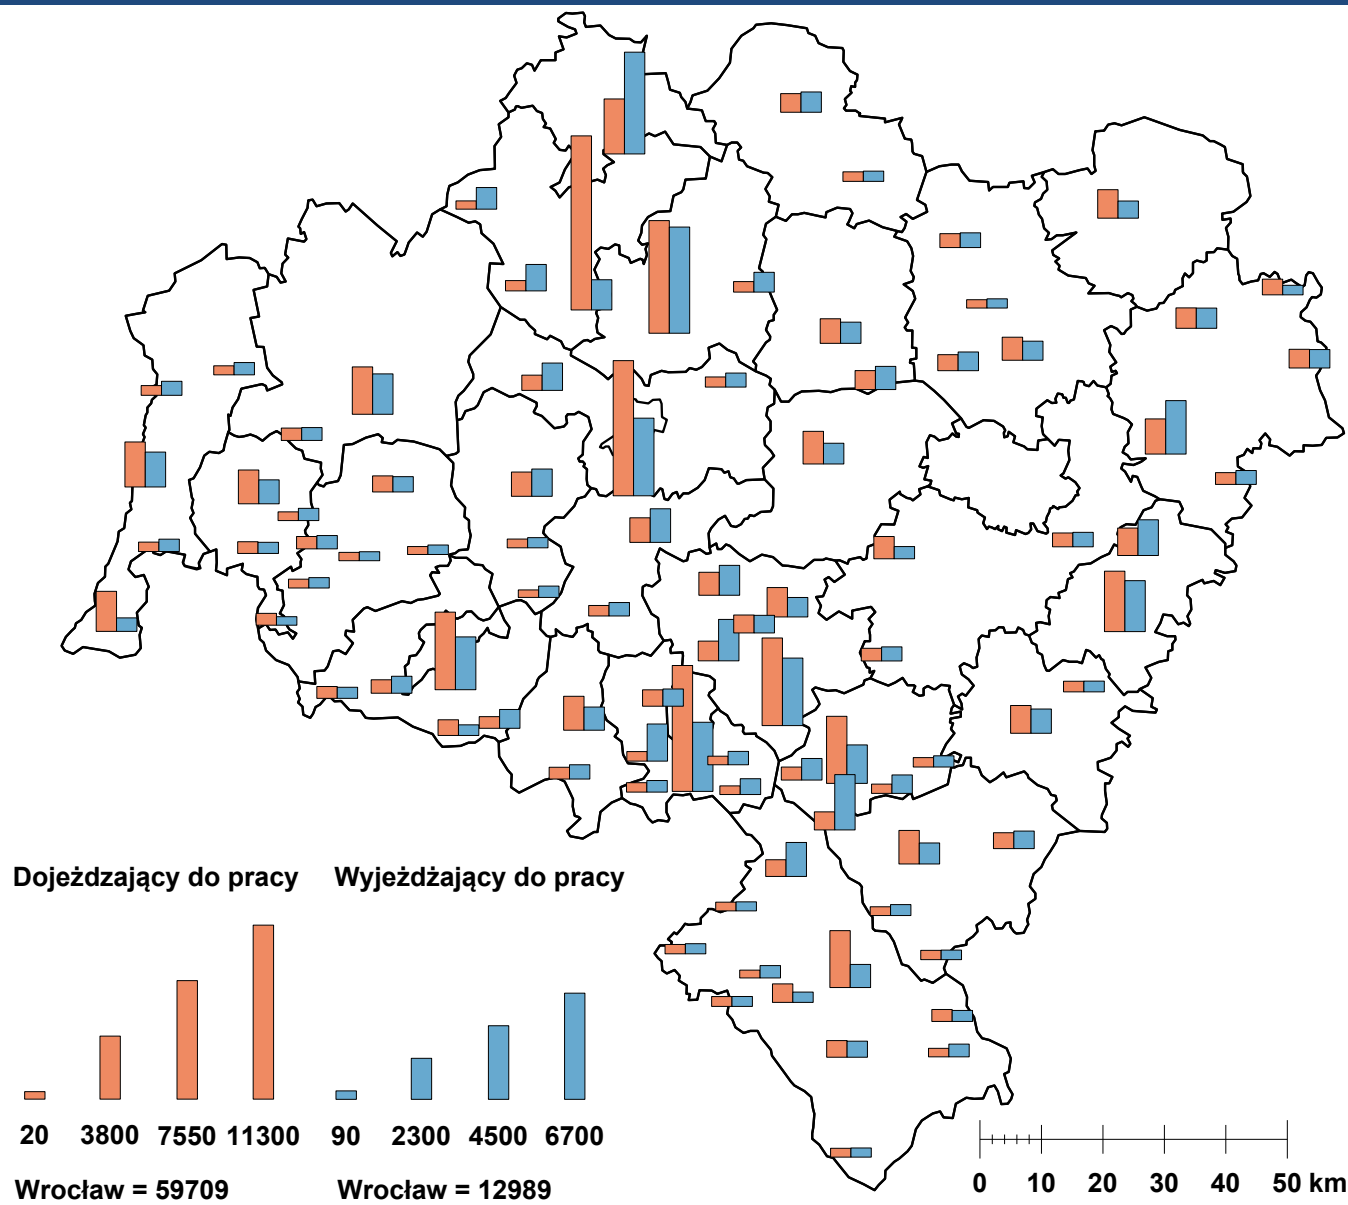 Dojeżdzający do pracy Wyjeżdżający do pracy
20 3800 7550 11300 90 2300 4500 6700
Wrocław = 59709 Wrocław = 12989
0 10 20 30 40 50 km